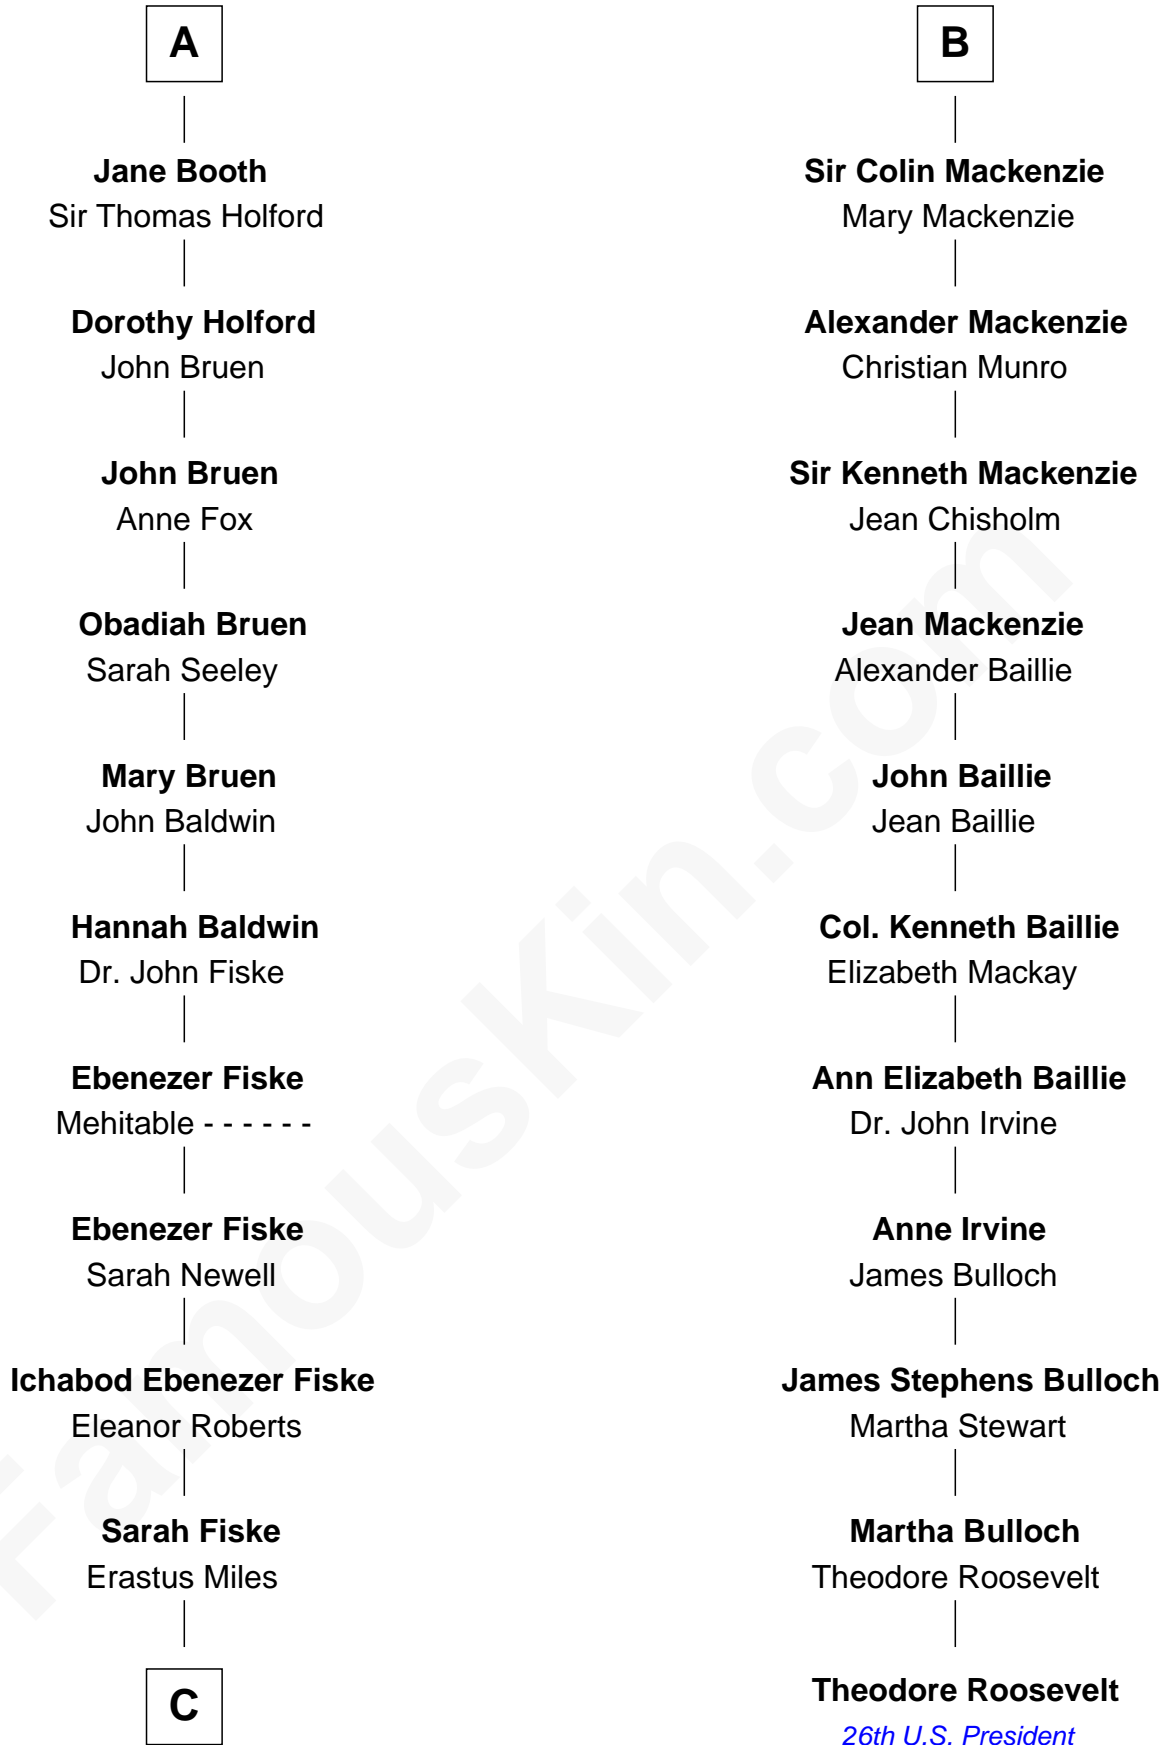 A
Jane Booth
Sir Thomas Holford
Dorothy Holford
John Bruen
John Bruen
Anne Fox
Obadiah Bruen
Sarah Seeley
Mary Bruen
John Baldwin
Hannah Baldwin
Dr. John Fiske
Ebenezer Fiske
Mehitable - - - - - -
Ebenezer Fiske
Sarah Newell
Ichabod Ebenezer Fiske
Eleanor Roberts
Sarah Fiske
Erastus Miles
C
B
Sir Colin Mackenzie
Mary Mackenzie
Alexander Mackenzie
Christian Munro
Sir Kenneth Mackenzie
Jean Chisholm
Jean Mackenzie
Alexander Baillie
John Baillie
Jean Baillie
Col. Kenneth Baillie
Elizabeth Mackay
Ann Elizabeth Baillie
Dr. John Irvine
Anne Irvine
James Bulloch
James Stephens Bulloch
Martha Stewart
Martha Bulloch
Theodore Roosevelt
Theodore Roosevelt
26th U.S. President
FamousKin.com